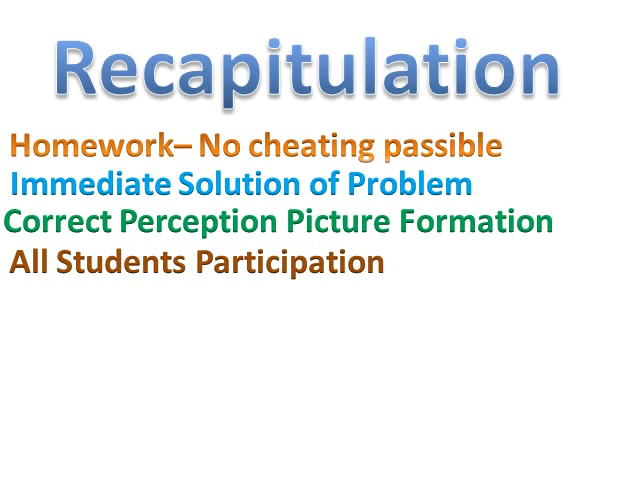 Recapitulation
Homework– No cheating passible
Immediate Solution of Problem
Correct Perception Picture Formation
All Students Participation